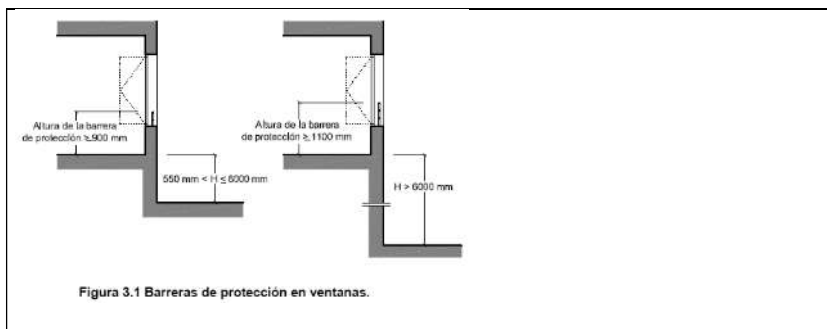 Altura de la barrera
de protección ≥ 900 mm
550 mm < H ≤ 6000 mm
Altura de la barrera
de protección ≥ 1100 mm
H > 6000 mm
Figura 3.1 Barreras de protección en ventanas.